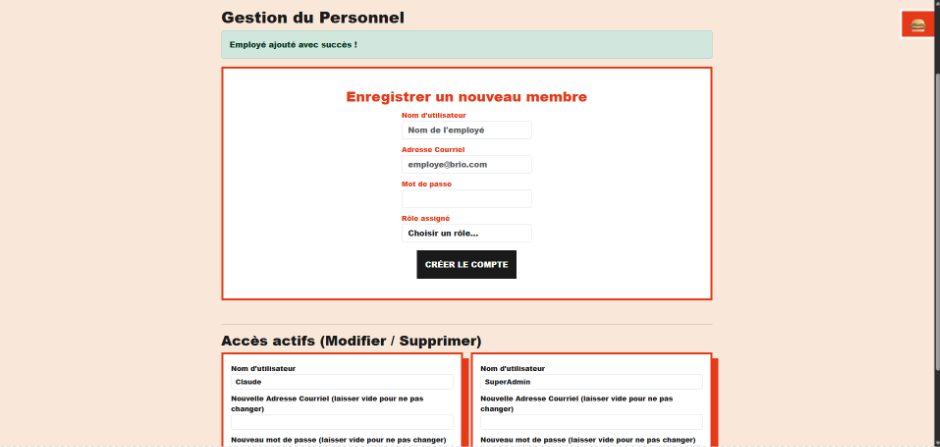 Gestion du Personnel
Employé ajouté avec succès !
Enregistrer un nouveau membre
Nom d'utilisateur
Nom de l'employé
Adresse Courriel
employe@brio.com
Mot de passe
Rôle assigné
Choisir un rôle...
CRÉER LE COMPTE
Accès actifs (Modifier / Supprimer)
Nom d'utilisateur
Claude
Nouvelle Adresse Courriel (laisser vide pour ne pas
changer)
Nouveau mot de passe (laisser vide pour ne pas changer)
Nom d'utilisateur
SuperAdmin
Nouvelle Adresse Courriel (laisser vide pour ne pas
changer)
Nouveau mot de passe (laisser vide pour ne pas changer)